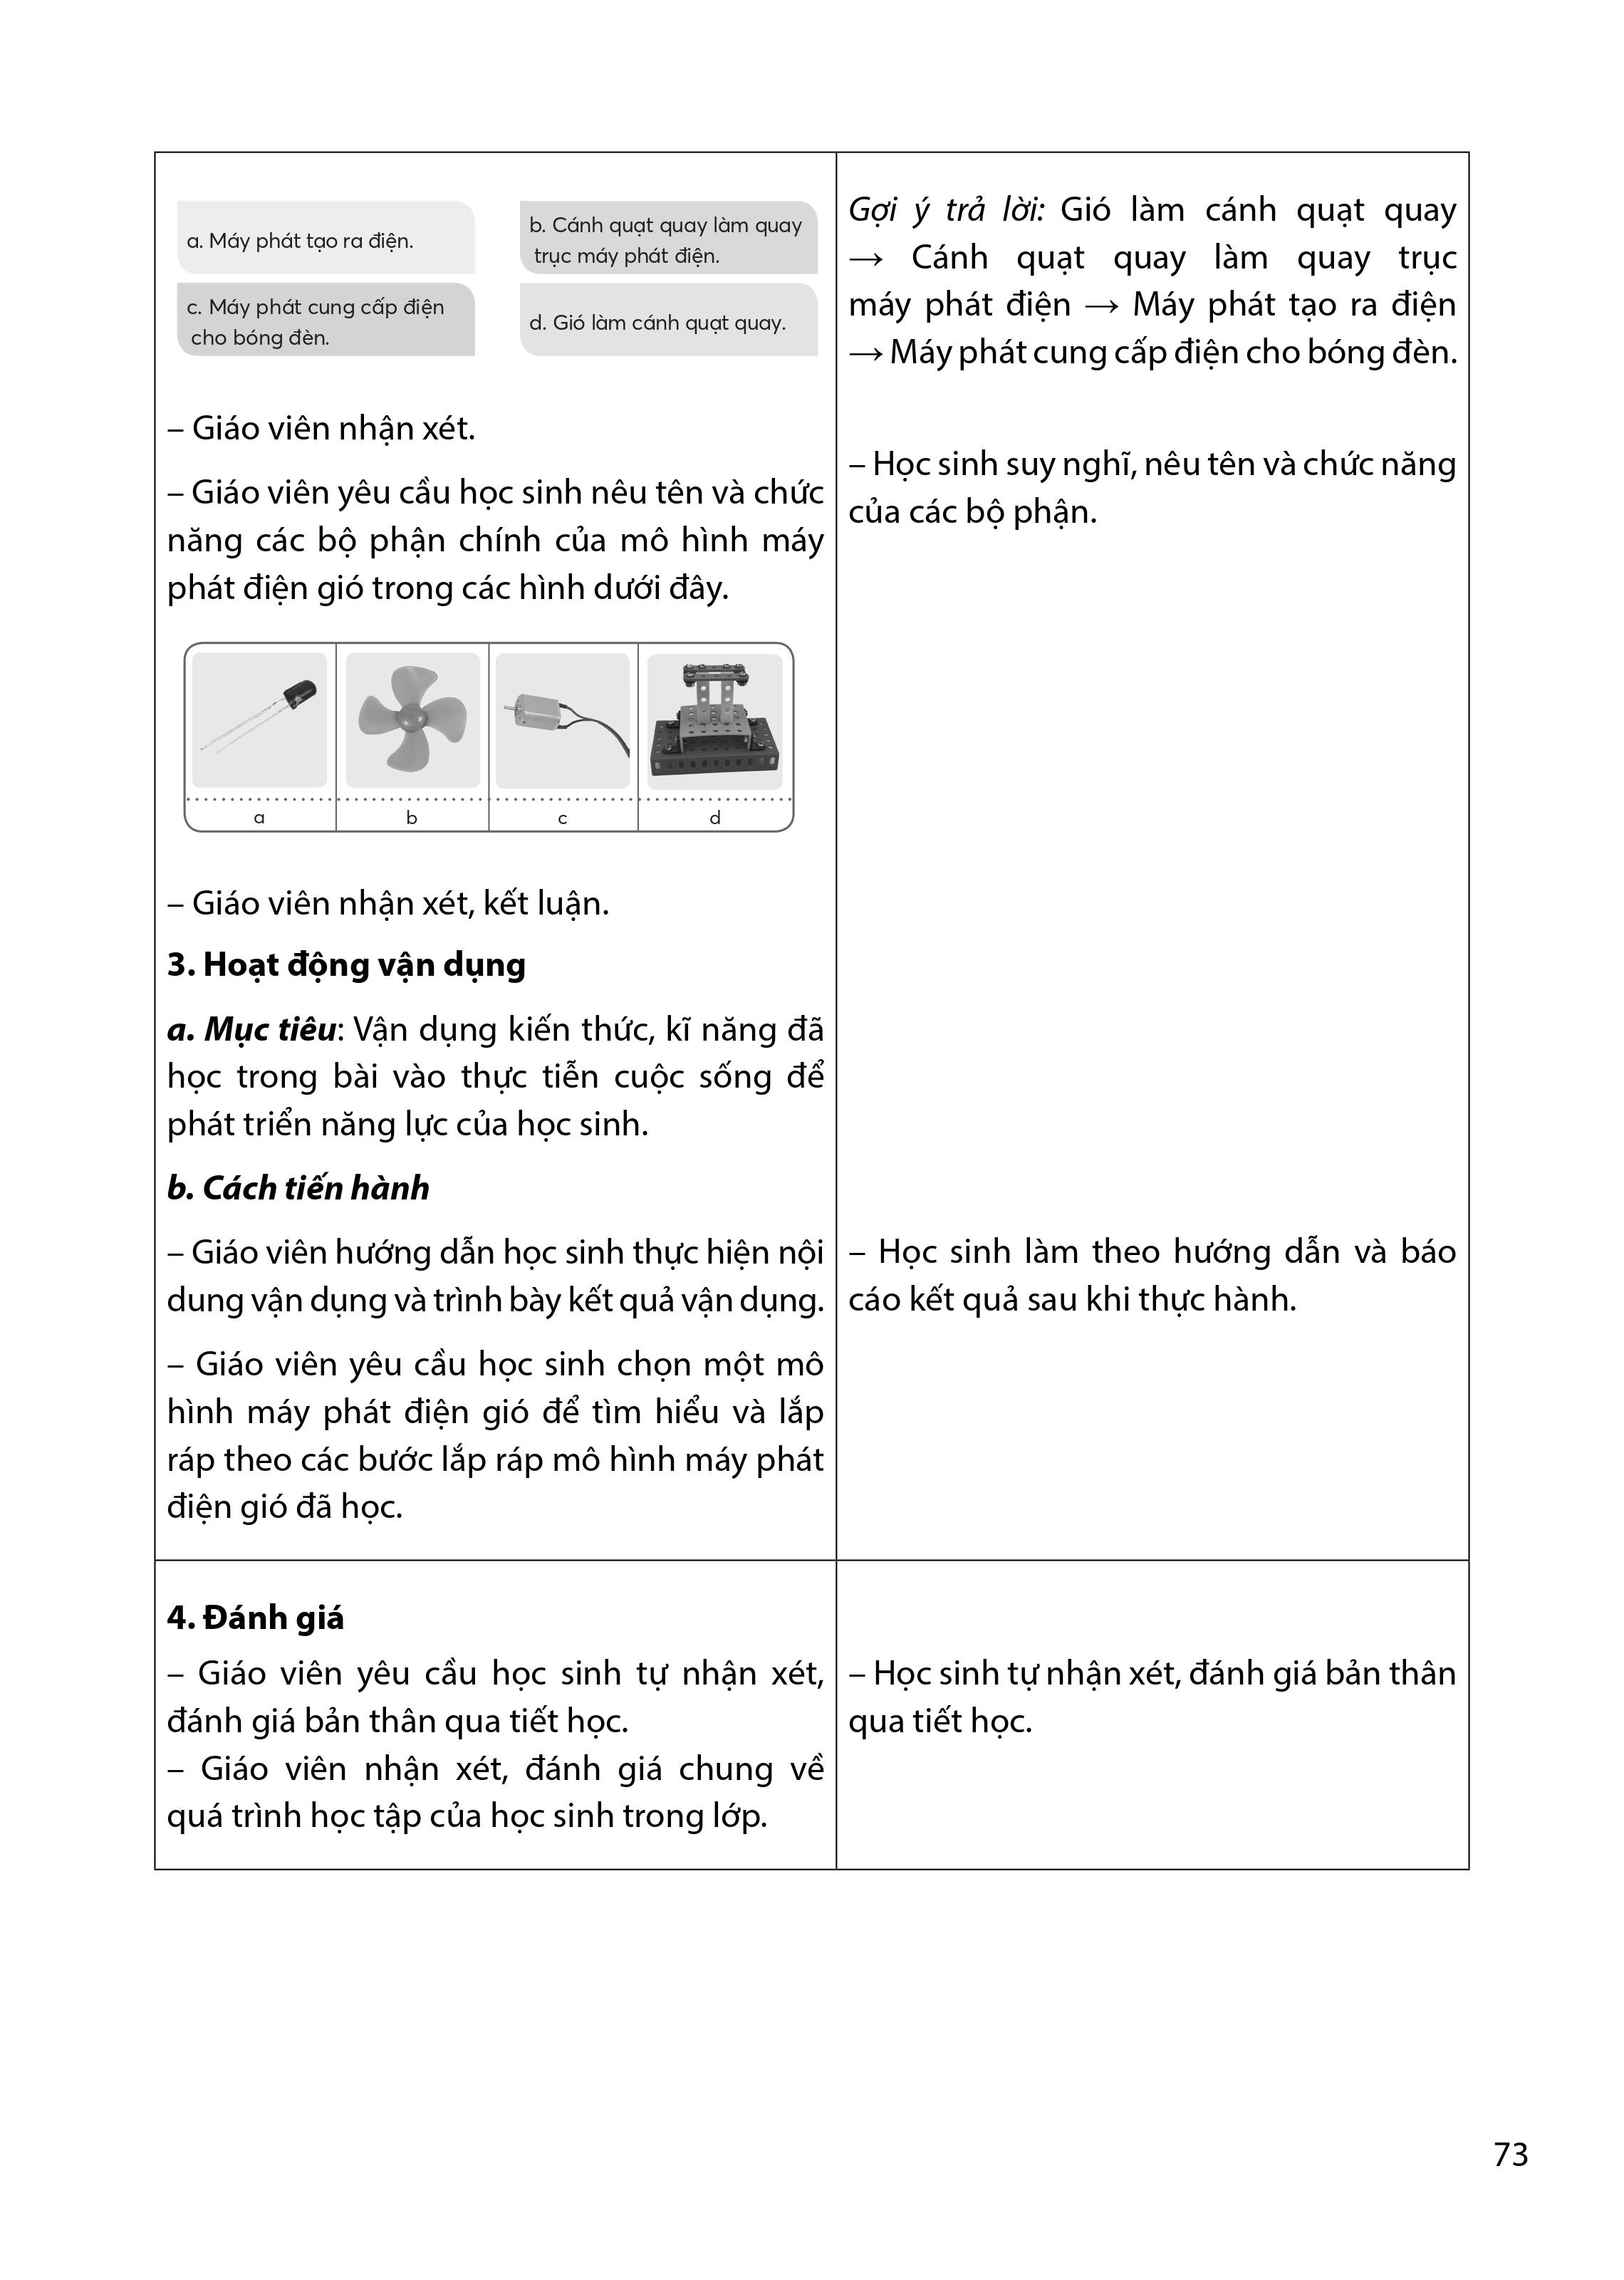 a. Máy phát tạo ra điện.
b. Cánh quạt quay làm quay
trục máy phát điện.
c. Máy phát cung cấp điện
cho bóng đèn.
d. Gió làm cánh quạt quay.
– Giáo viên nhận xét.
– Giáo viên yêu cầu học sinh nêu tên và chức
năng các bộ phận chính của mô hình máy
phát điện gió trong các hình dưới đây.
a
b
c
d
– Giáo viên nhận xét, kết luận.
3. Hoạt động vận dụng
a. Mục tiêu: Vận dụng kiến thức, kĩ năng đã
học trong bài vào thực tiễn cuộc sống để
phát triển năng lực của học sinh.
b. Cách tiến hành
– Giáo viên hướng dẫn học sinh thực hiện nội
dung vận dụng và trình bày kết quả vận dụng.
– Giáo viên yêu cầu học sinh chọn một mô
hình máy phát điện gió để tìm hiểu và lắp
ráp theo các bước lắp ráp mô hình máy phát
điện gió đã học.
Gợi ý trả lời: Gió làm cánh quạt quay
→ Cánh quạt quay làm quay trục
máy phát điện → Máy phát tạo ra điện
→ Máy phát cung cấp điện cho bóng đèn.
– Học sinh suy nghĩ, nêu tên và chức năng
của các bộ phận.
– Học sinh làm theo hướng dẫn và báo
cáo kết quả sau khi thực hành.
4. Đánh giá
– Giáo viên yêu cầu học sinh tự nhận xét,
đánh giá bản thân qua tiết học.
– Giáo viên nhận xét, đánh giá chung về
quá trình học tập của học sinh trong lớp.
– Học sinh tự nhận xét, đánh giá bản thân
qua tiết học.
73